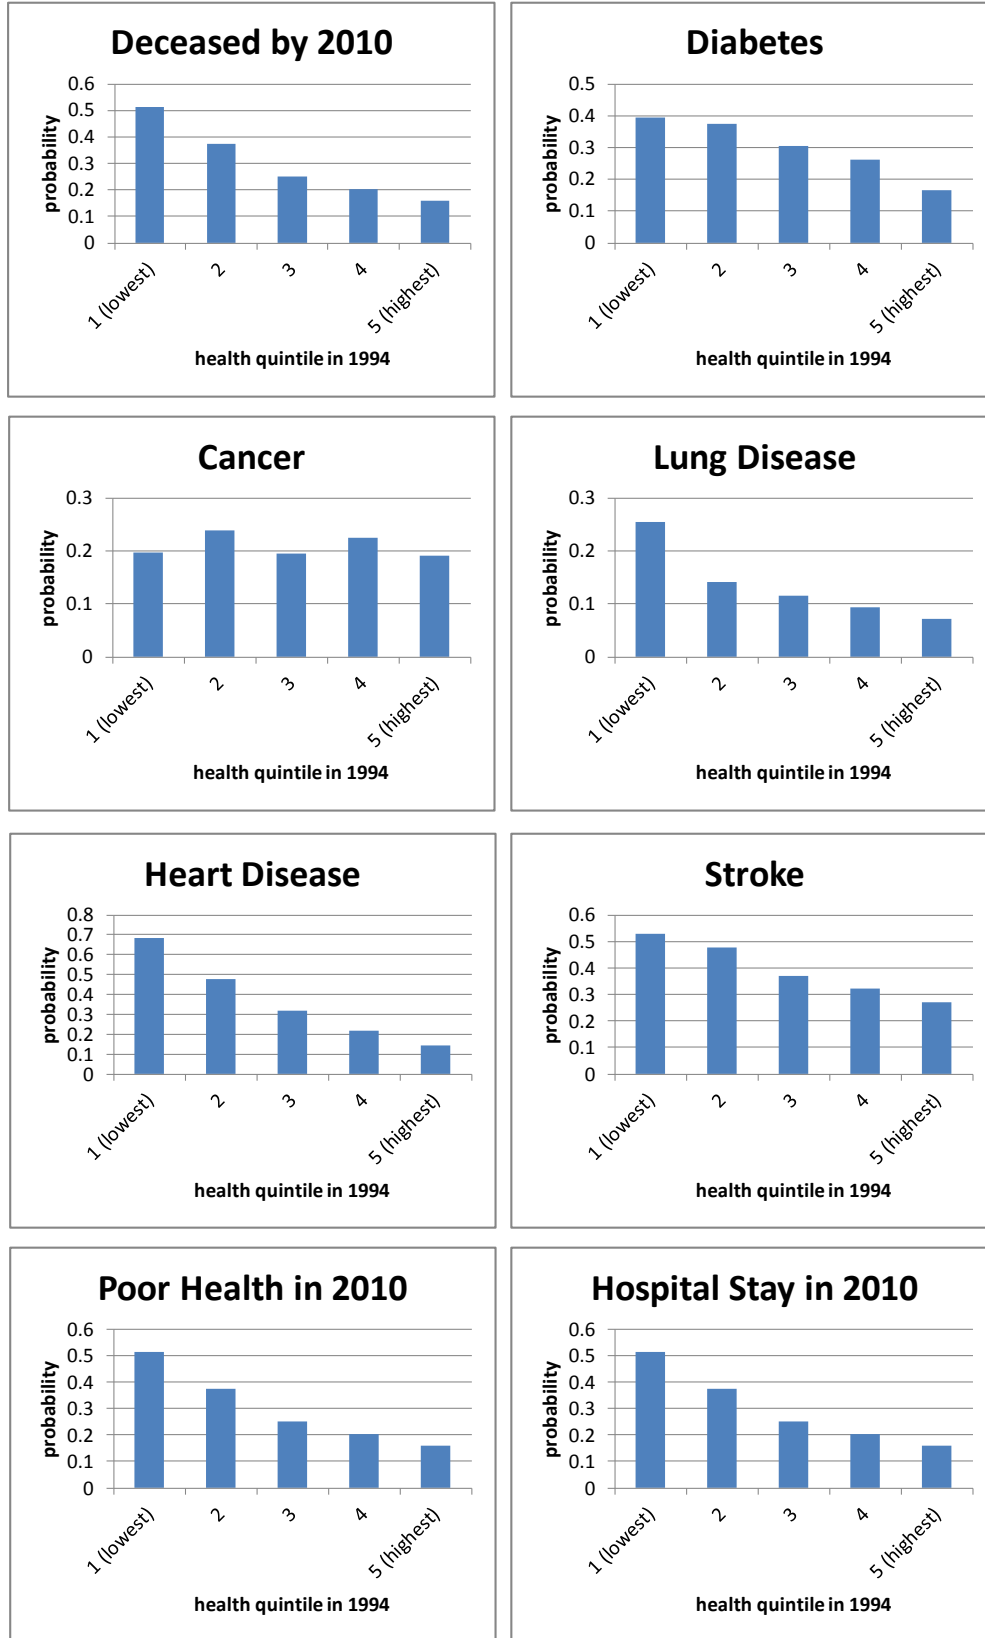 Deceased by 2010
probability
0.6
0.5
0.4
0.3
0.2
0.1
0
1 (lowest)
2
3
4
5 (highest)
health quintile in 1994
Diabetes
probability
0.5
0.4
0.3
0.2
0.1
0
1 (lowest)
2
3
4
5 (highest)
health quintile in 1994
Cancer
probability
0.3
0.2
0.1
0
1 (lowest)
2
3
4
5 (highest)
health quintile in 1994
Lung Disease
probability
0.3
0.2
0.1
0
1 (lowest)
2
3
4
5 (highest)
health quintile in 1994
Heart Disease
probability
0.8
0.7
0.6
0.5
0.4
0.3
0.2
0.1
0
1 (lowest)
2
3
4
5 (highest)
health quintile in 1994
Stroke
probability
0.6
0.5
0.4
0.3
0.2
0.1
0
1 (lowest)
2
3
4
5 (highest)
health quintile in 1994
Poor Health in 2010
probability
0.6
0.5
0.4
0.3
0.2
0.1
0
1 (lowest)
2
3
4
5 (highest)
health quintile in 1994
Hospital Stay in 2010
probability
0.6
0.5
0.4
0.3
0.2
0.1
0
1 (lowest)
2
3
4
5 (highest)
health quintile in 1994